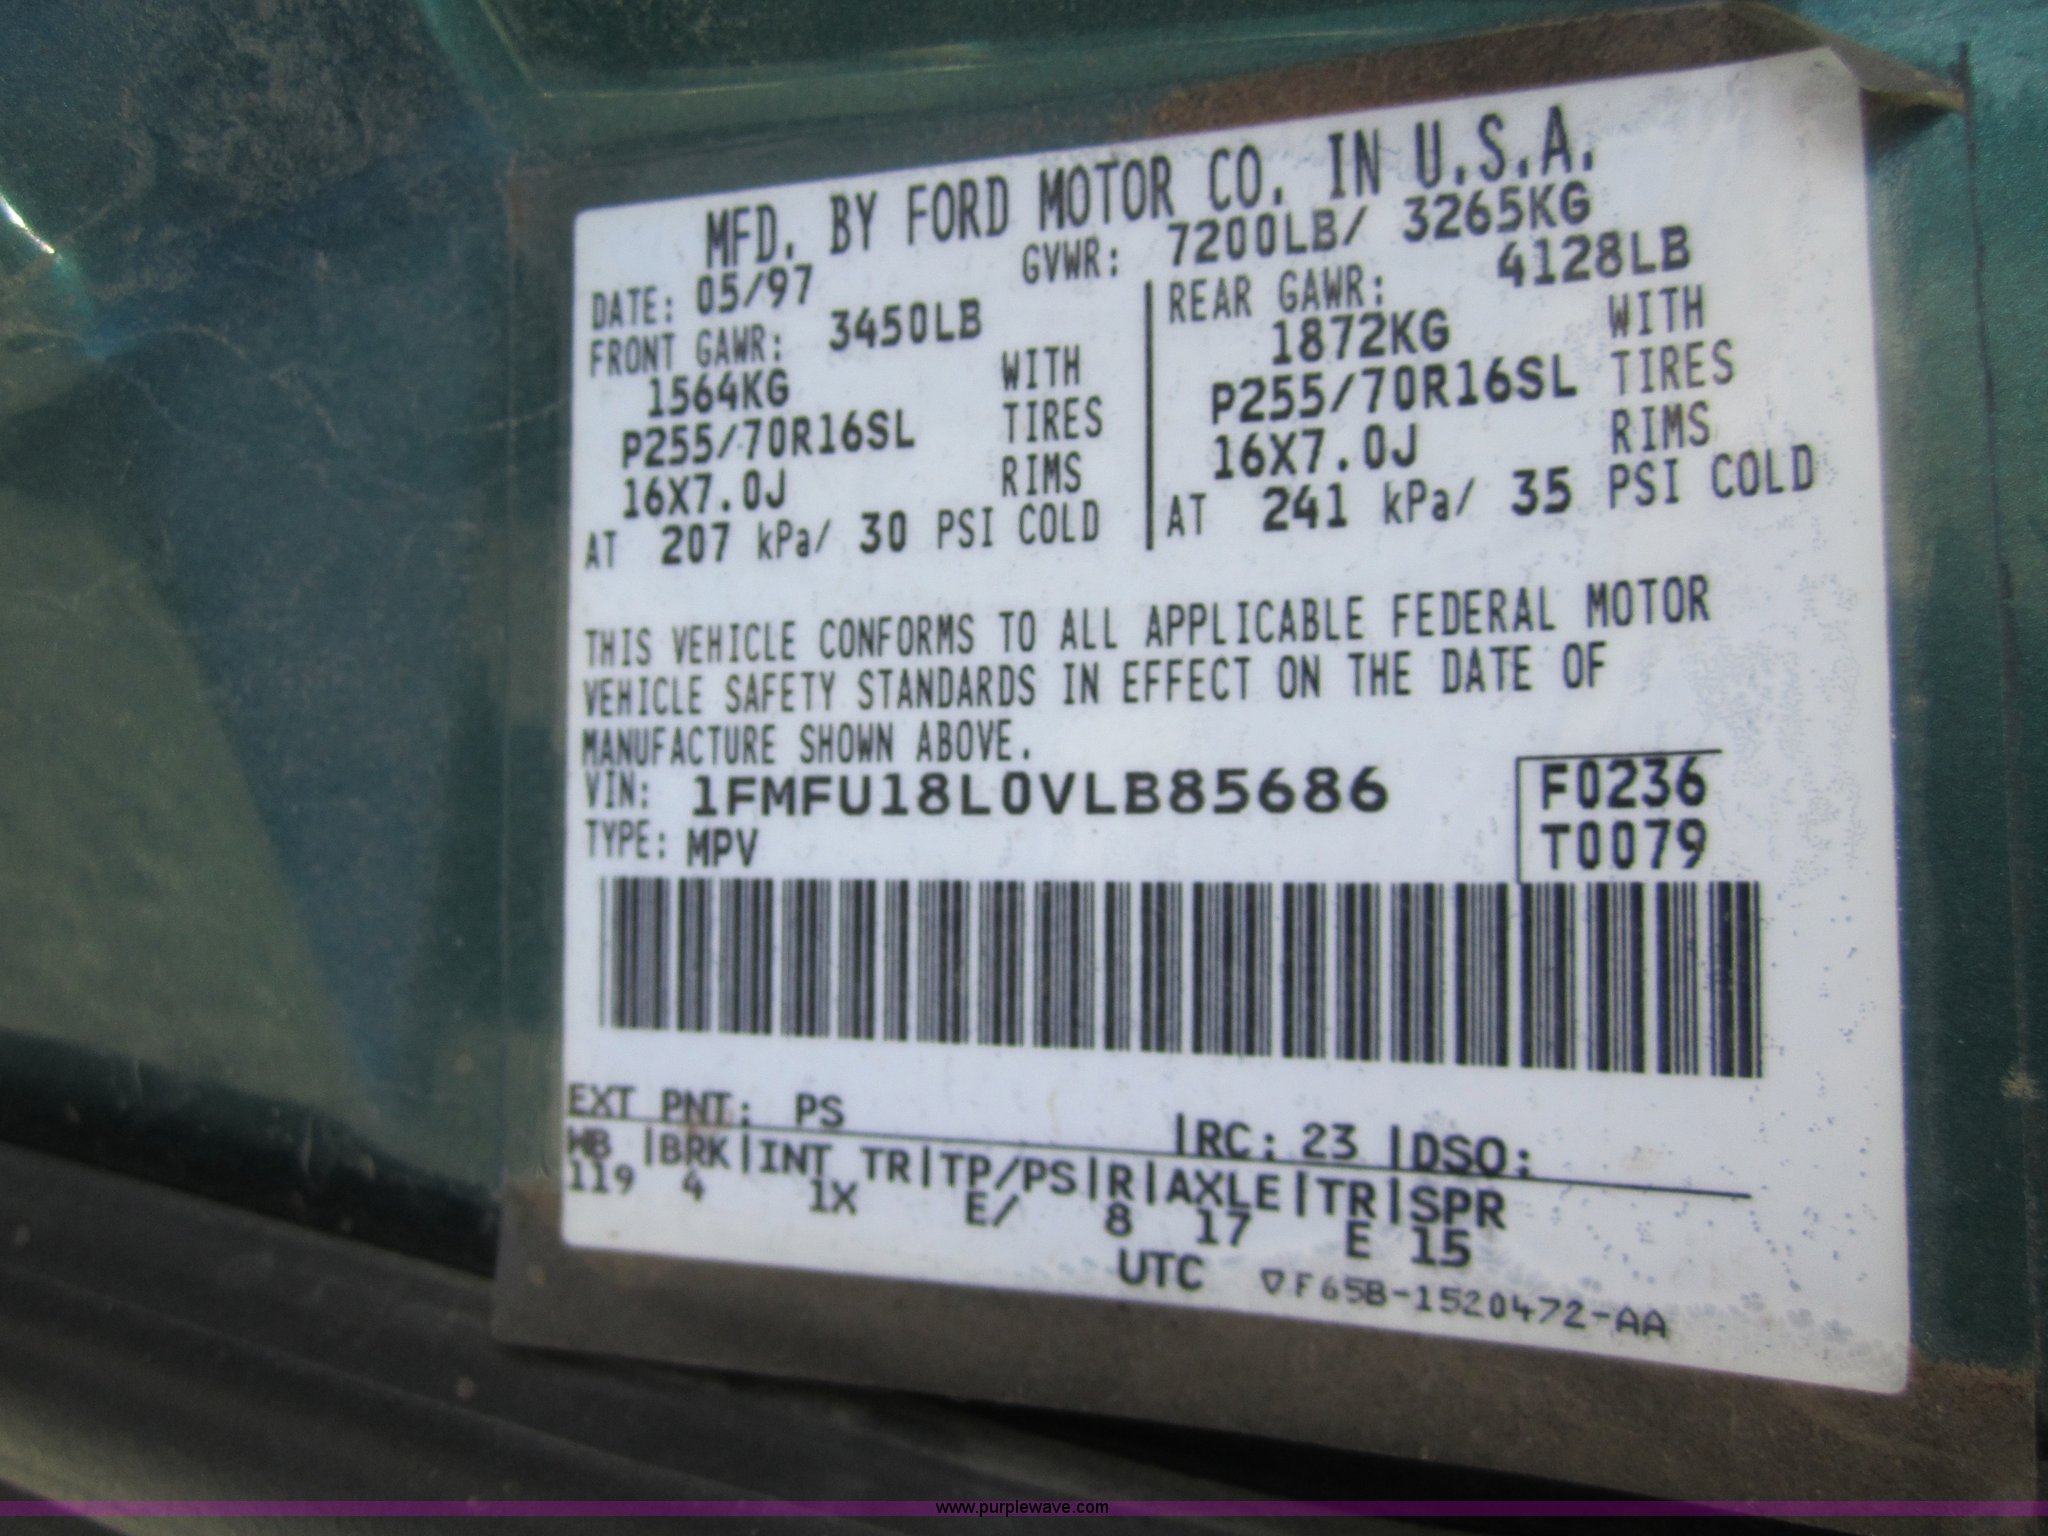 MFD. BY FORD MOTOR CO. IN U.S.A.
DATE: 05/97 GVWR: 7200LB/ 3265KG
FRONT GAWR: 3450LB
1564KG WITH
P255/70R16SL TIRES
16X7.0J RIMS
AT 207 kPa/ 30 PSI COLD
REAR GAWR: 4128LB
1872KG WITH
P255/70R16SL TIRES
16X7.0J RIMS
AT 241 kPa/ 35 PSI COLD
THIS VEHICLE CONFORMS TO ALL APPLICABLE FEDERAL MOTOR
VEHICLE SAFETY STANDARDS IN EFFECT ON THE DATE OF
MANUFACTURE SHOWN ABOVE.
VIN: 1FMFU18L0VLB85686
TYPE: MPV
F0236
T0079
EXT PNT: PS |RC: 23 |DSO:
WB |BRK|INT TR|TP/PS|R|AXLE|TR|SPR
119 4 1X E/ 8 17 E 15
UTC ▽F65B-1520472-AA
www.purplewave.com